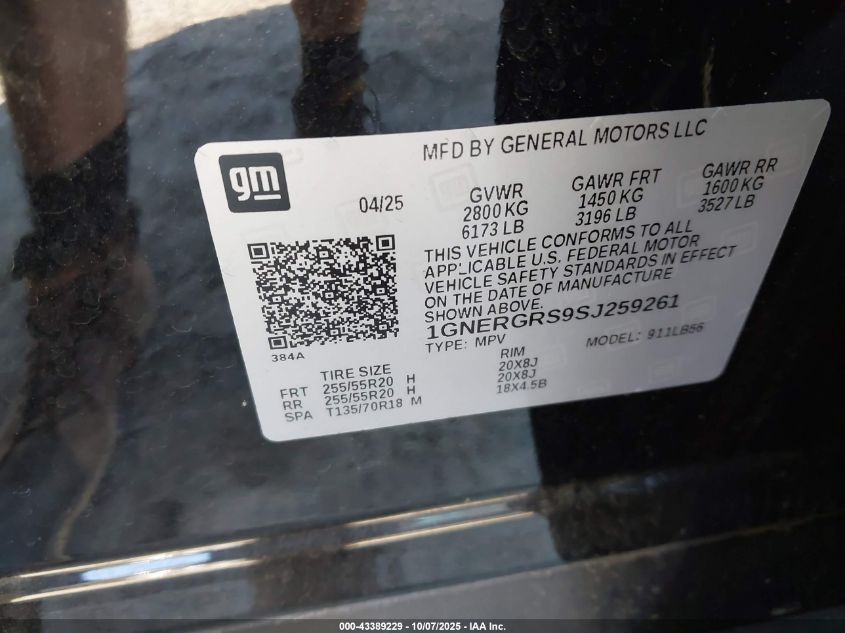 MFD BY GENERAL MOTORS LLC
gm
04/25
GVWR
2800 KG
6173 LB
GAWR FRT
1450 KG
3196 LB
GAWR RR
1600 KG
3527 LB
THIS VEHICLE CONFORMS TO ALL
APPLICABLE U.S. FEDERAL MOTOR
VEHICLE SAFETY STANDARDS IN EFFECT
ON THE DATE OF MANUFACTURE
SHOWN ABOVE.
1GNERGRS9SJ259261
TYPE: MPV MODEL: 911LB56
384A
TIRE SIZE RIM
FRT 255/55R20 H 20X8J
RR 255/55R20 H 20X8J
SPA T135/70R18 M 18X4.5B
000-43389229 - 10/07/2025 - IAA Inc.